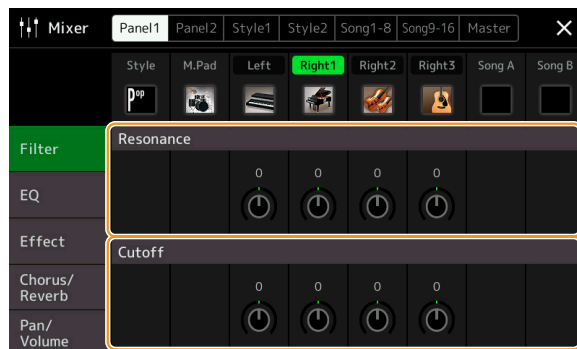 Mixer Panel1 Panel2 Style1 Style2 Song1-8 Song9-16 Master
Style M.Pad Left Right1 Right2 Right3 Song A Song B
Pop
Filter
Resonance
0 0 0 0
EQ
Effect
Cutoff
Chorus/
Reverb
0 0 0 0
Pan/
Volume